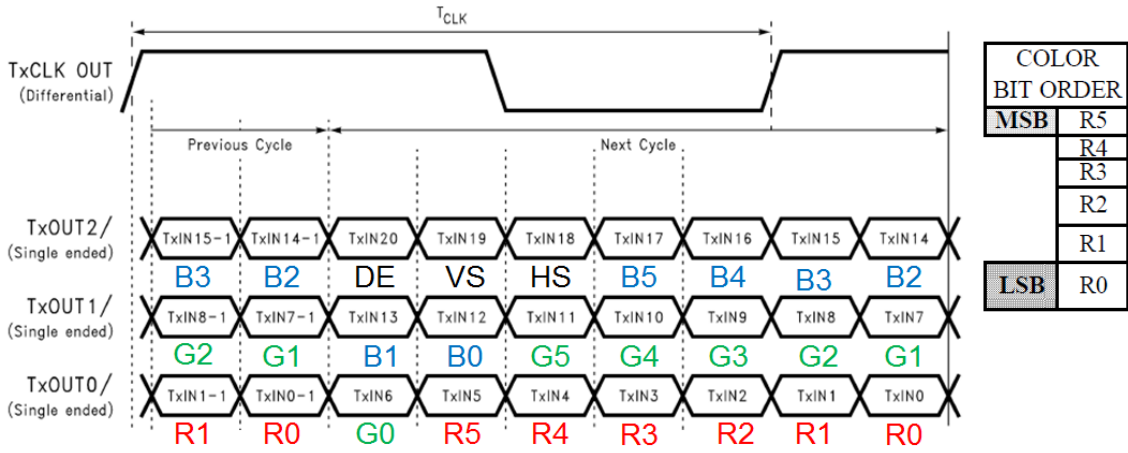 TCLK
TxCLK OUT
(Differential)
Previous Cycle
Next Cycle
TxOUT2/
(Single ended)
TxIN15-1 TxIN14-1 TxIN20 TxIN19 TxIN18 TxIN17 TxIN16 TxIN15 TxIN14
B3 B2 DE VS HS B5 B4 B3 B2
TxOUT1/
(Single ended)
TxIN8-1 TxIN7-1 TxIN13 TxIN12 TxIN11 TxIN10 TxIN9 TxIN8 TxIN7
G2 G1 B1 B0 G5 G4 G3 G2 G1
TxOUT0/
(Single ended)
TxIN1-1 TxIN0-1 TxIN6 TxIN5 TxIN4 TxIN3 TxIN2 TxIN1 TxIN0
R1 R0 G0 R5 R4 R3 R2 R1 R0
COLOR
BIT ORDER
MSB R5
R4
R3
R2
R1
LSB R0